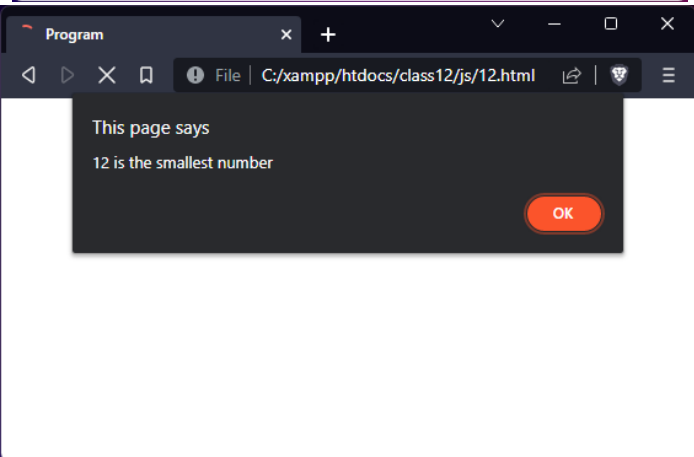 Program
File C:/xampp/htdocs/class12/js/12.html
This page says
12 is the smallest number
OK